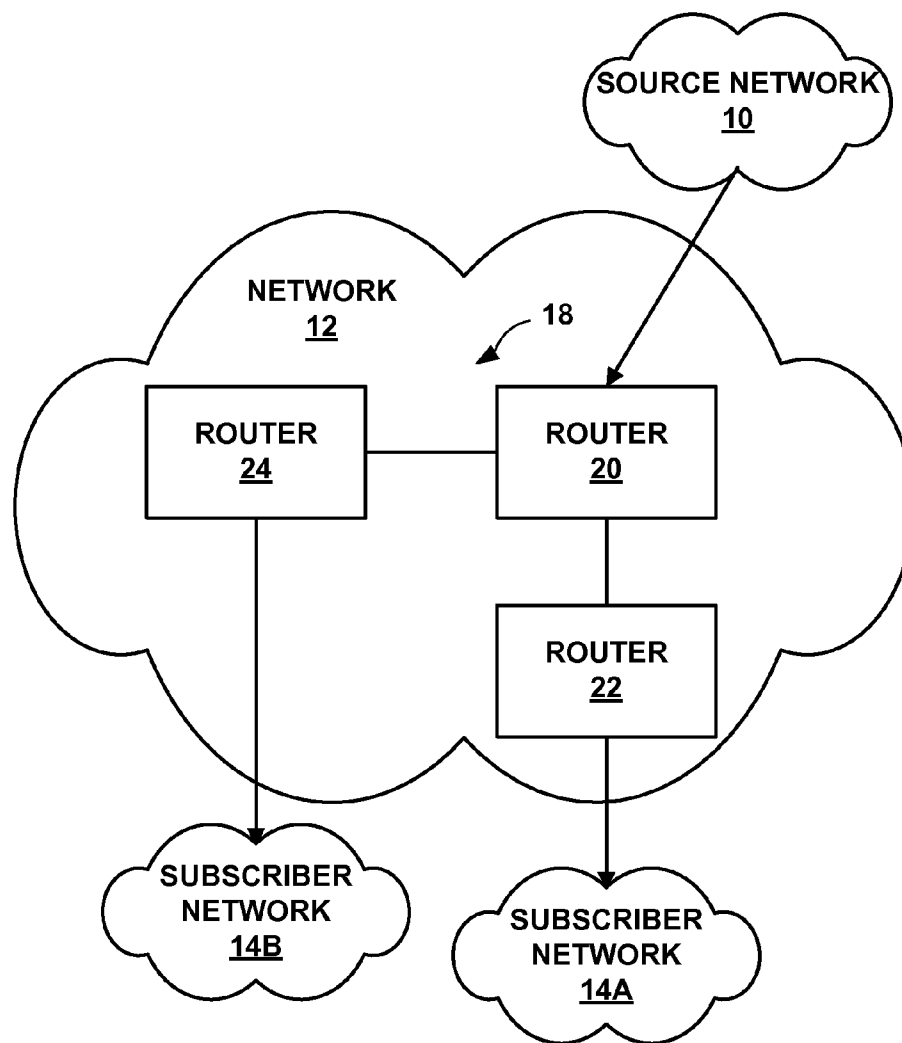 SOURCE NETWORK
10
NETWORK
12
18
ROUTER
24
ROUTER
20
ROUTER
22
SUBSCRIBER
NETWORK
14B
SUBSCRIBER
NETWORK
14A